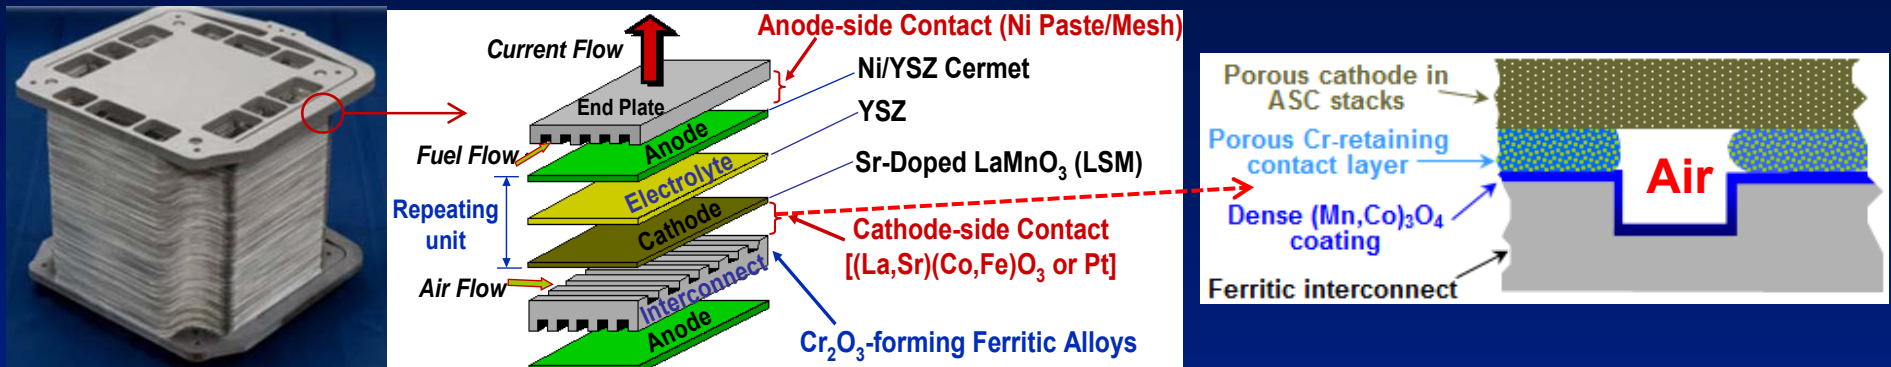 Current Flow
Anode-side Contact (Ni Paste/Mesh)
End Plate
Ni/YSZ Cermet
Fuel Flow
Anode
YSZ
Electrolyte
Sr-Doped LaMnO₃ (LSM)
Repeating
unit
Cathode
Cathode-side Contact
[(La,Sr)(Co,Fe)O₃ or Pt]
Air Flow
Interconnect
Anode
Cr₂O₃-forming Ferritic Alloys
Porous cathode in
ASC stacks
Porous Cr-retaining
contact layer
Air
Dense (Mn,Co)₃O₄
coating
Ferritic interconnect